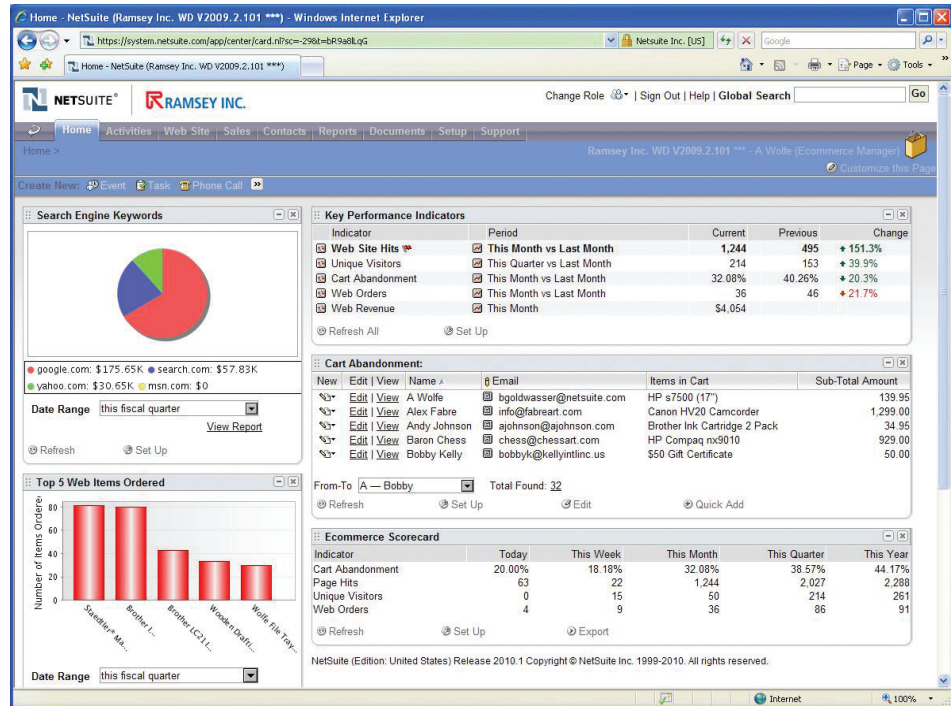 Home - NetSuite (Ramsey Inc. WD V2009.2.101 ***) - Windows Internet Explorer
https://system.netsuite.com/app/center/card.nl?sc=-29&t=bR9a8lLqG
Netsuite Inc. [US]
Google
Home - NetSuite (Ramsey Inc. WD V2009.2.101 ***)
Page Tools
NETSUITE® RAMSEY INC.
Change Role | Sign Out | Help | Global Search Go
Home Activities Web Site Sales Contacts Reports Documents Setup Support
Home > Ramsey Inc. WD V2009.2.101 *** - A Wolfe (Ecommerce Manager)
Customize this Page
Create New: Event Task Phone Call
Search Engine Keywords
google.com: $175.65K search.com: $57.83K
yahoo.com: $30.65K msn.com: $0
Date Range this fiscal quarter
View Report
Refresh Set Up
Top 5 Web Items Ordered
Number of Items Ordere
80
60
40
20
0
Staedtler® Ma...
Brother I...
Brother LC21 I...
Wooden Drafti...
Wolfe File Tray...
Date Range this fiscal quarter
Key Performance Indicators
Indicator Period Current Previous Change
Web Site Hits This Month vs Last Month 1,244 495 151.3%
Unique Visitors This Quarter vs Last Month 214 153 39.9%
Cart Abandonment This Month vs Last Month 32.08% 40.26% 20.3%
Web Orders This Month vs Last Month 36 46 21.7%
Web Revenue This Month $4,054
Refresh All Set Up
Cart Abandonment:
New Edit | View Name Email Items in Cart Sub-Total Amount
Edit | View A Wolfe bgoldwasser@netsuite.com HP s7500 (17") 139.95
Edit | View Alex Fabre info@fabreart.com Canon HV20 Camcorder 1,299.00
Edit | View Andy Johnson ajohnson@ajohnson.com Brother Ink Cartridge 2 Pack 34.95
Edit | View Baron Chess chess@chessart.com HP Compaq nx9010 929.00
Edit | View Bobby Kelly bobbyk@kellyintlinc.us $50 Gift Certificate 50.00
From-To A — Bobby Total Found: 32
Refresh Set Up Edit Quick Add
Ecommerce Scorecard
Indicator Today This Week This Month This Quarter This Year
Cart Abandonment 20.00% 18.18% 32.08% 38.57% 44.17%
Page Hits 63 22 1,244 2,027 2,288
Unique Visitors 0 15 50 214 261
Web Orders 4 9 36 86 91
Refresh Set Up Export
NetSuite (Edition: United States) Release 2010.1 Copyright © NetSuite Inc. 1999-2010. All rights reserved.
Internet 100%